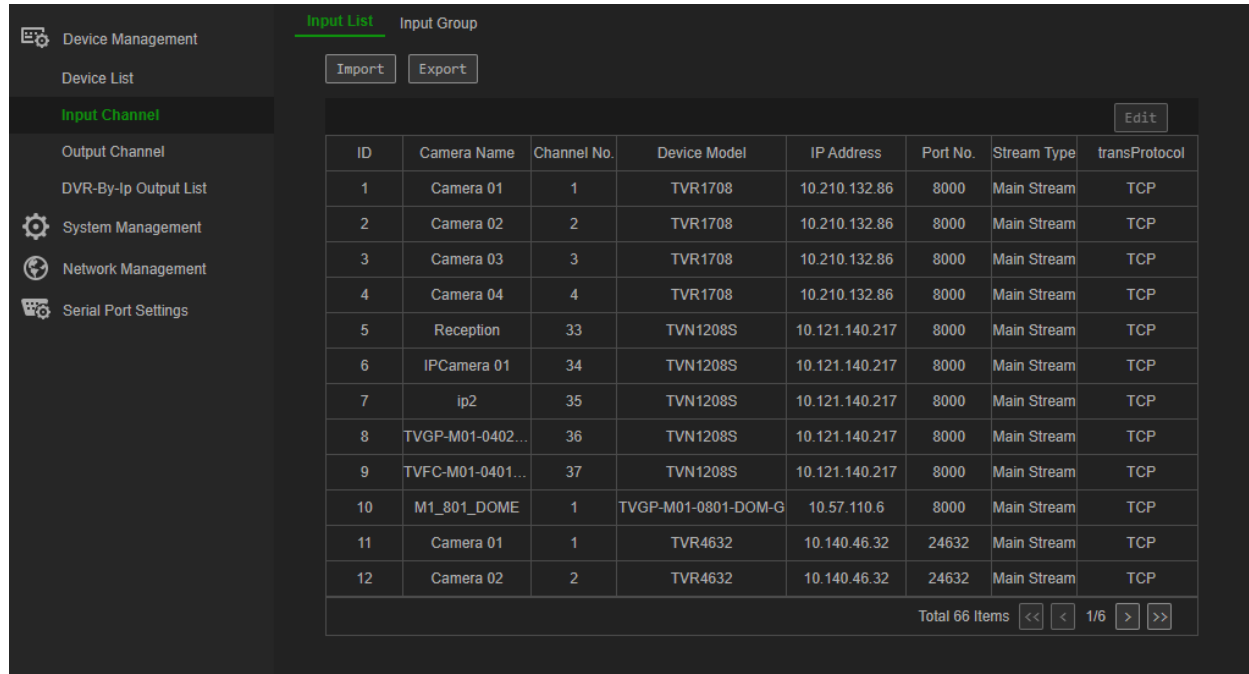 Input List Input Group
Device Management
Device List
Input Channel
Output Channel
DVR-By-Ip Output List
System Management
Network Management
Serial Port Settings
Import Export
Edit
ID Camera Name Channel No. Device Model IP Address Port No. Stream Type transProtocol
1 Camera 01 1 TVR1708 10.210.132.86 8000 Main Stream TCP
2 Camera 02 2 TVR1708 10.210.132.86 8000 Main Stream TCP
3 Camera 03 3 TVR1708 10.210.132.86 8000 Main Stream TCP
4 Camera 04 4 TVR1708 10.210.132.86 8000 Main Stream TCP
5 Reception 33 TVN1208S 10.121.140.217 8000 Main Stream TCP
6 IPCamera 01 34 TVN1208S 10.121.140.217 8000 Main Stream TCP
7 ip2 35 TVN1208S 10.121.140.217 8000 Main Stream TCP
8 TVGP-M01-0402... 36 TVN1208S 10.121.140.217 8000 Main Stream TCP
9 TVFC-M01-0401... 37 TVN1208S 10.121.140.217 8000 Main Stream TCP
10 M1_801_DOME 1 TVGP-M01-0801-DOM-G 10.57.110.6 8000 Main Stream TCP
11 Camera 01 1 TVR4632 10.140.46.32 24632 Main Stream TCP
12 Camera 02 2 TVR4632 10.140.46.32 24632 Main Stream TCP
Total 66 Items << < 1/6 > >>